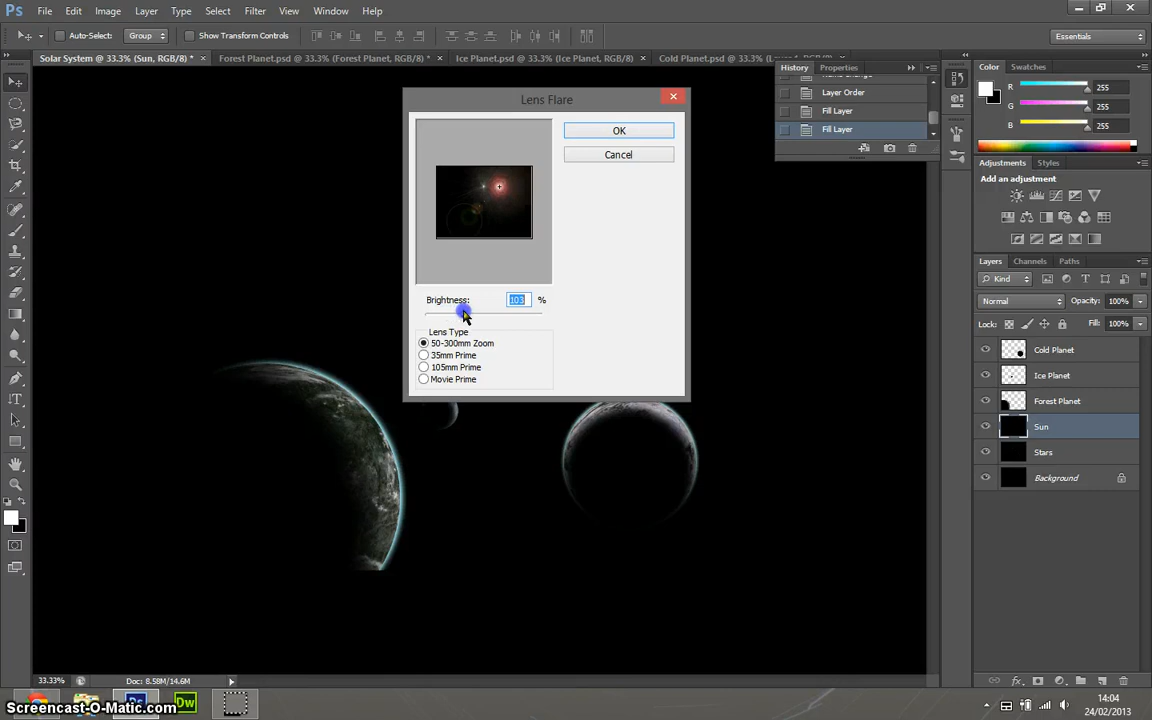 Ps File Edit Image Layer Type Select Filter View Window Help
Auto-Select: Group Show Transform Controls Essentials
Solar System @ 33.3% (Sun, RGB/8) * × Forest Planet.psd @ 33.3% (Forest Planet, RGB/8) * × Ice Planet.psd @ 33.3% (Ice Planet, RGB/8) × Cold Planet.psd @ 33.3%
History Properties
Layer Order
Fill Layer
Fill Layer
Color Swatches
R 255
G 255
B 255
Adjustments Styles
Add an adjustment
Lens Flare
OK
Cancel
Brightness: 103 %
Lens Type
50-300mm Zoom
35mm Prime
105mm Prime
Movie Prime
Layers Channels Paths
Kind
Normal Opacity: 100%
Lock: Fill: 100%
Cold Planet
Ice Planet
Forest Planet
Sun
Stars
Background
33.33% Doc: 8.58M/14.6M
Ps Dw
Screencast-O-Matic.com
14:04
24/02/2013